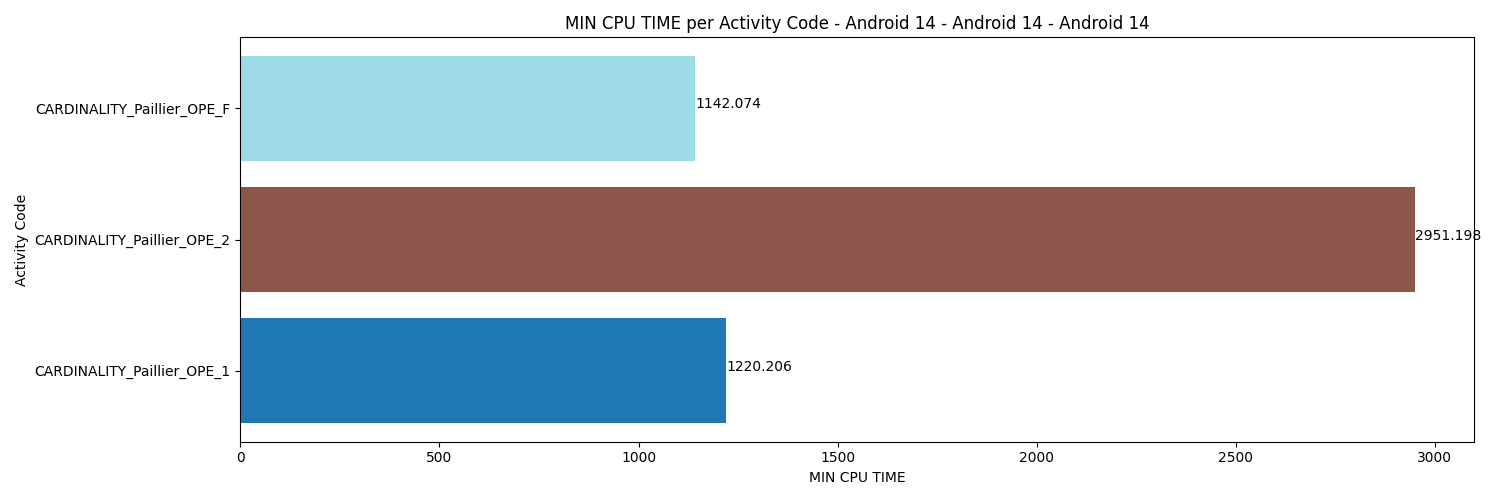 MIN CPU TIME per Activity Code - Android 14 - Android 14 - Android 14
Activity Code
CARDINALITY_Paillier_OPE_F
1142.074
CARDINALITY_Paillier_OPE_2
2951.198
CARDINALITY_Paillier_OPE_1
1220.206
0 500 1000 1500 2000 2500 3000
MIN CPU TIME